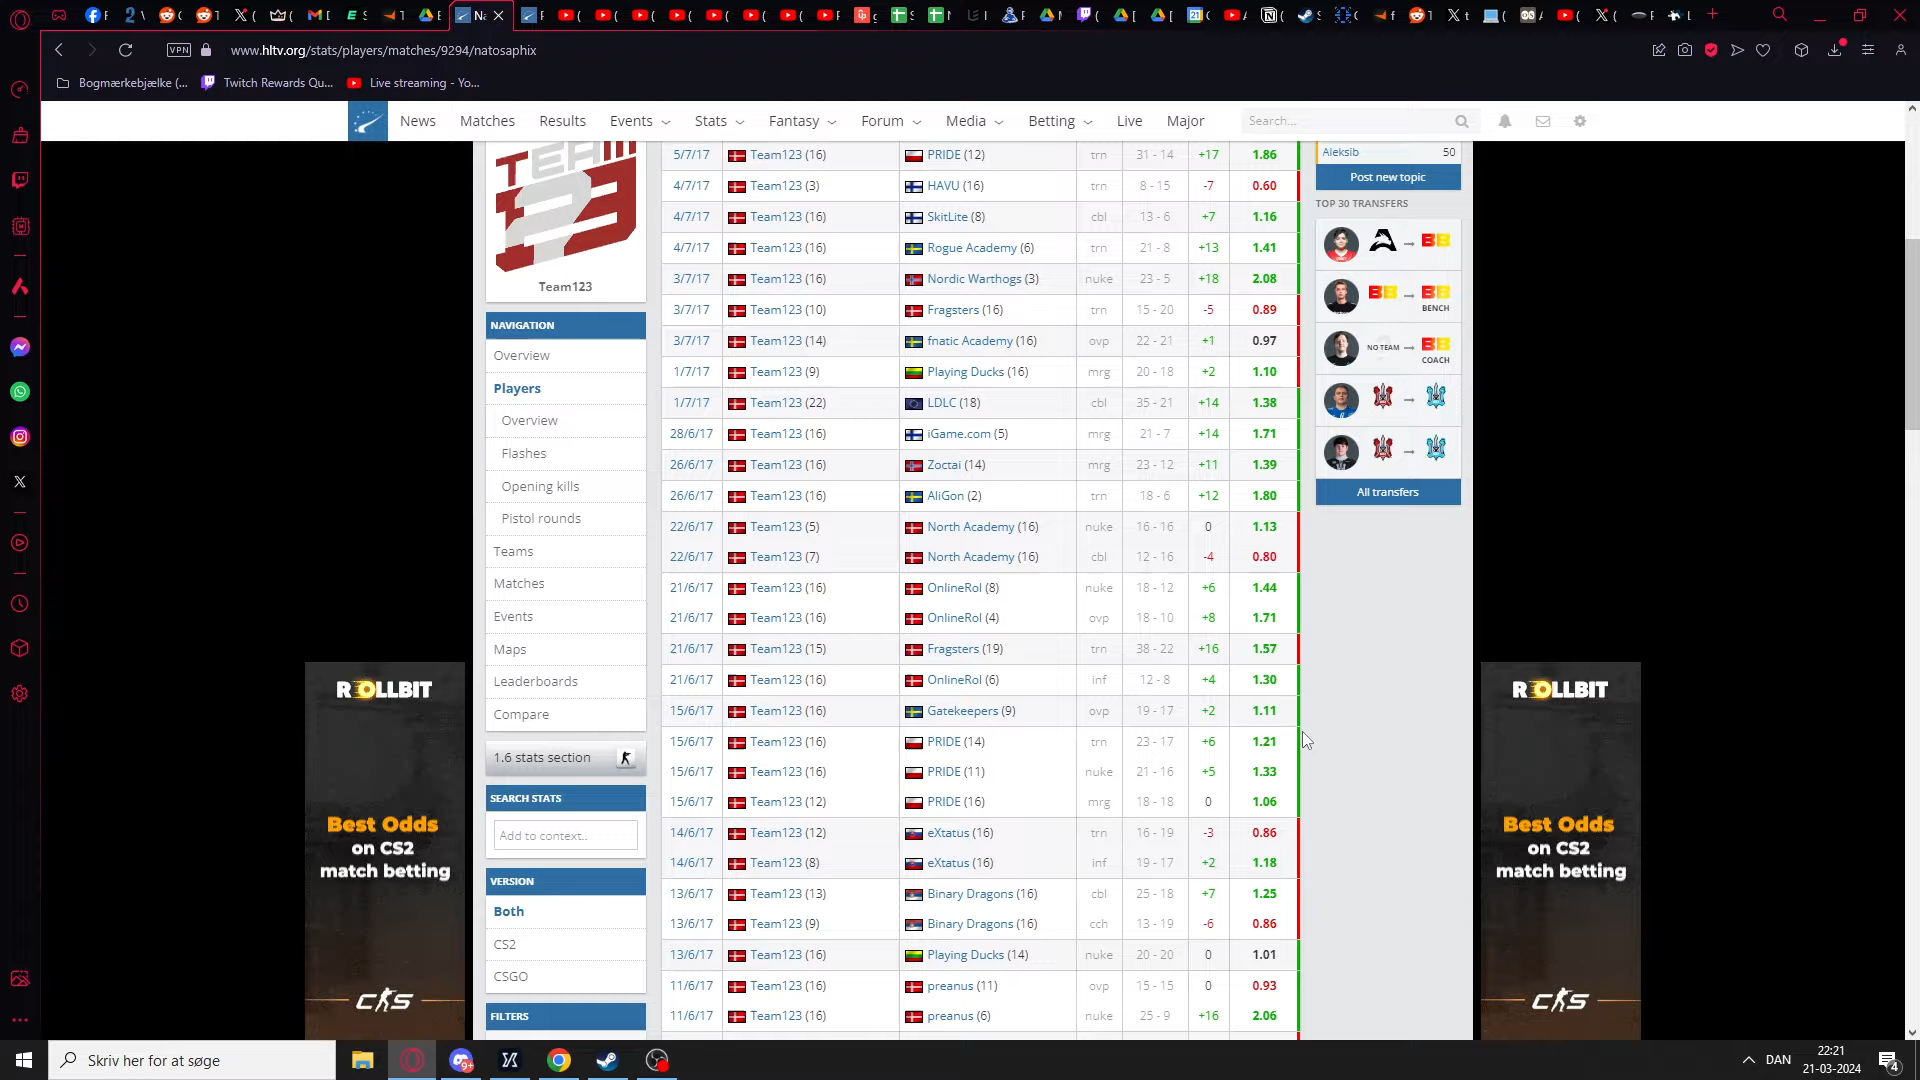 www.hltv.org/stats/players/matches/9294/natosaphix
VPN
Bogmærkebjælke (... Twitch Rewards Qu... Live streaming - Yo...
News Matches Results Events Stats Fantasy Forum Media Betting Live Major Search...
TEAM
123
Team123
NAVIGATION
Overview
Players
Overview
Flashes
Opening kills
Pistol rounds
Teams
Matches
Events
Maps
Leaderboards
Compare
1.6 stats section
SEARCH STATS
Add to context..
VERSION
Both
CS2
CSGO
FILTERS
5/7/17 Team123 (16) PRIDE (12) trn 31 - 14 +17 1.86
4/7/17 Team123 (3) HAVU (16) trn 8 - 15 -7 0.60
4/7/17 Team123 (16) SkitLite (8) cbl 13 - 6 +7 1.16
4/7/17 Team123 (16) Rogue Academy (6) trn 21 - 8 +13 1.41
3/7/17 Team123 (16) Nordic Warthogs (3) nuke 23 - 5 +18 2.08
3/7/17 Team123 (10) Fragsters (16) trn 15 - 20 -5 0.89
3/7/17 Team123 (14) fnatic Academy (16) ovp 22 - 21 +1 0.97
1/7/17 Team123 (9) Playing Ducks (16) mrg 20 - 18 +2 1.10
1/7/17 Team123 (22) LDLC (18) cbl 35 - 21 +14 1.38
28/6/17 Team123 (16) iGame.com (5) mrg 21 - 7 +14 1.71
26/6/17 Team123 (16) Zoctai (14) mrg 23 - 12 +11 1.39
26/6/17 Team123 (16) AliGon (2) trn 18 - 6 +12 1.80
22/6/17 Team123 (5) North Academy (16) nuke 16 - 16 0 1.13
22/6/17 Team123 (7) North Academy (16) cbl 12 - 16 -4 0.80
21/6/17 Team123 (16) OnlineRol (8) nuke 18 - 12 +6 1.44
21/6/17 Team123 (16) OnlineRol (4) ovp 18 - 10 +8 1.71
21/6/17 Team123 (15) Fragsters (19) trn 38 - 22 +16 1.57
21/6/17 Team123 (16) OnlineRol (6) inf 12 - 8 +4 1.30
15/6/17 Team123 (16) Gatekeepers (9) ovp 19 - 17 +2 1.11
15/6/17 Team123 (16) PRIDE (14) trn 23 - 17 +6 1.21
15/6/17 Team123 (16) PRIDE (11) nuke 21 - 16 +5 1.33
15/6/17 Team123 (12) PRIDE (16) mrg 18 - 18 0 1.06
14/6/17 Team123 (12) eXtatus (16) trn 16 - 19 -3 0.86
14/6/17 Team123 (8) eXtatus (16) inf 19 - 17 +2 1.18
13/6/17 Team123 (13) Binary Dragons (16) cbl 25 - 18 +7 1.25
13/6/17 Team123 (9) Binary Dragons (16) cch 13 - 19 -6 0.86
13/6/17 Team123 (16) Playing Ducks (14) nuke 20 - 20 0 1.01
11/6/17 Team123 (16) preanus (11) ovp 15 - 15 0 0.93
11/6/17 Team123 (16) preanus (6) nuke 25 - 9 +16 2.06
Aleksib 50
Post new topic
TOP 30 TRANSFERS
BB
BB BB
BENCH
NO TEAM BB
COACH
All transfers
ROLLBIT
Best Odds
on CS2
match betting
CS
ROLLBIT
Best Odds
on CS2
match betting
CS
Skriv her for at søge
9+
DAN
22:21
21-03-2024
4